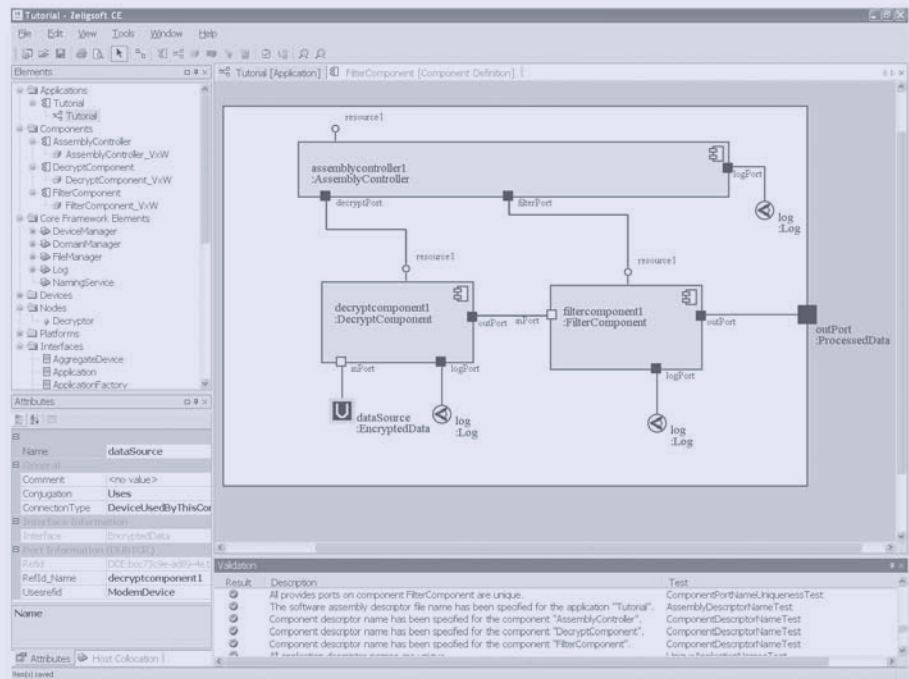 Tutorial - Zeligsoft CE
File Edit View Tools Window Help
Elements
Tutorial [Application] FilterComponent [Component Definition]
Applications
Tutorial
Tutorial
Components
AssemblyController
AssemblyController_VxW
DecryptComponent
DecryptComponent_VxW
FilterComponent
FilterComponent_VxW
Core Framework Elements
DeviceManager
DomainManager
FileManager
Log
NamingService
Devices
Nodes
Decryptor
Platforms
Interfaces
AggregateDevice
Application
ApplicationFactory
resource1
assemblycontroller1
:AssemblyController
logPort
decryptPort
filterPort
log
:Log
resource1
resource1
decryptcomponent1
:DecryptComponent
outPort
inPort
filtercomponent1
:FilterComponent
outPort
outPort
:ProcessedData
inPort
logPort
logPort
dataSource
:EncryptedData
log
:Log
log
:Log
Attributes
Name dataSource
General
Comment <no value>
Conjugation Uses
ConnectionType DeviceUsedByThisCor
Interface Information
Interface EncryptedData
Port Information
RefId
RefId_Name decryptcomponent1
Usesrefid ModemDevice
Name
Attributes Host Collocation
Item(s) saved
Validation
Result Description Test
All provides ports on component FilterComponent are unique. ComponentPortNameUniquenessTest
The software assembly descriptor file name has been specified for the application "Tutorial". AssemblyDescriptorNameTest
Component descriptor name has been specified for the component "AssemblyController". ComponentDescriptorNameTest
Component descriptor name has been specified for the component "DecryptComponent". ComponentDescriptorNameTest
Component descriptor name has been specified for the component "FilterComponent". ComponentDescriptorNameTest